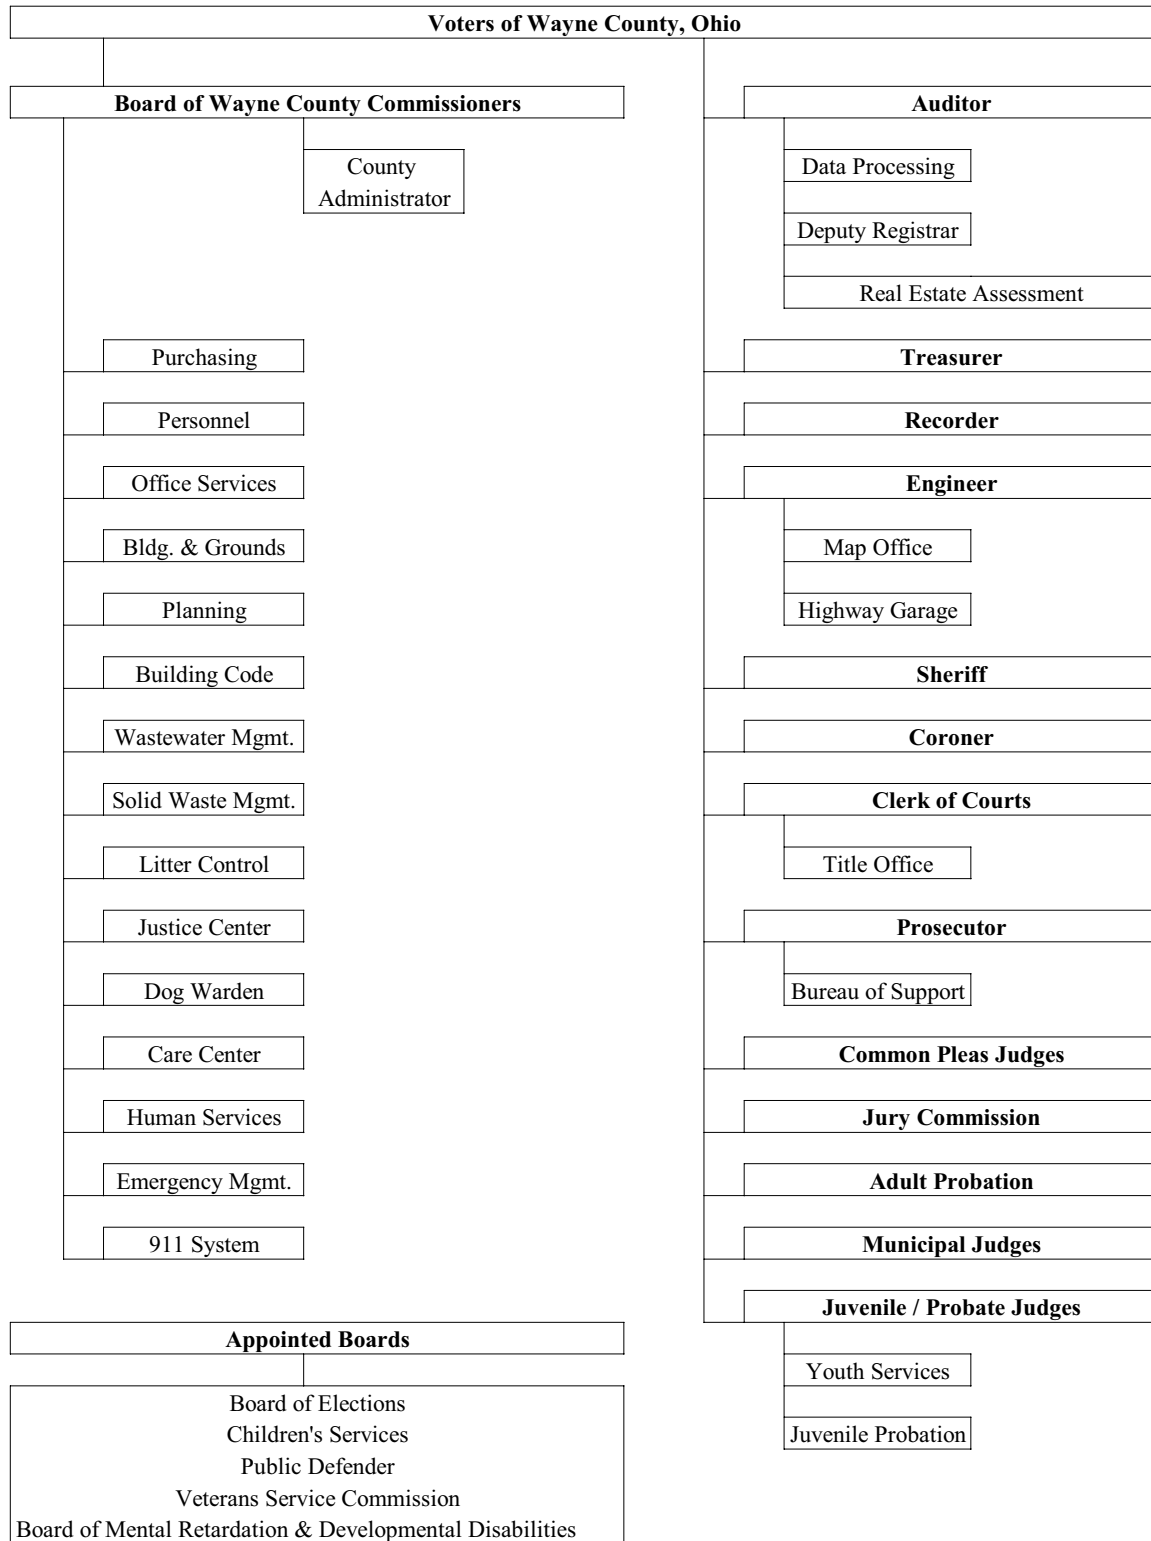 Voters of Wayne County, Ohio
Board of Wayne County Commissioners
County
Administrator
Purchasing
Personnel
Office Services
Bldg. & Grounds
Planning
Building Code
Wastewater Mgmt.
Solid Waste Mgmt.
Litter Control
Justice Center
Dog Warden
Care Center
Human Services
Emergency Mgmt.
911 System
Appointed Boards
Board of Elections
Children's Services
Public Defender
Veterans Service Commission
Board of Mental Retardation & Developmental Disabilities
Auditor
Data Processing
Deputy Registrar
Real Estate Assessment
Treasurer
Recorder
Engineer
Map Office
Highway Garage
Sheriff
Coroner
Clerk of Courts
Title Office
Prosecutor
Bureau of Support
Common Pleas Judges
Jury Commission
Adult Probation
Municipal Judges
Juvenile / Probate Judges
Youth Services
Juvenile Probation